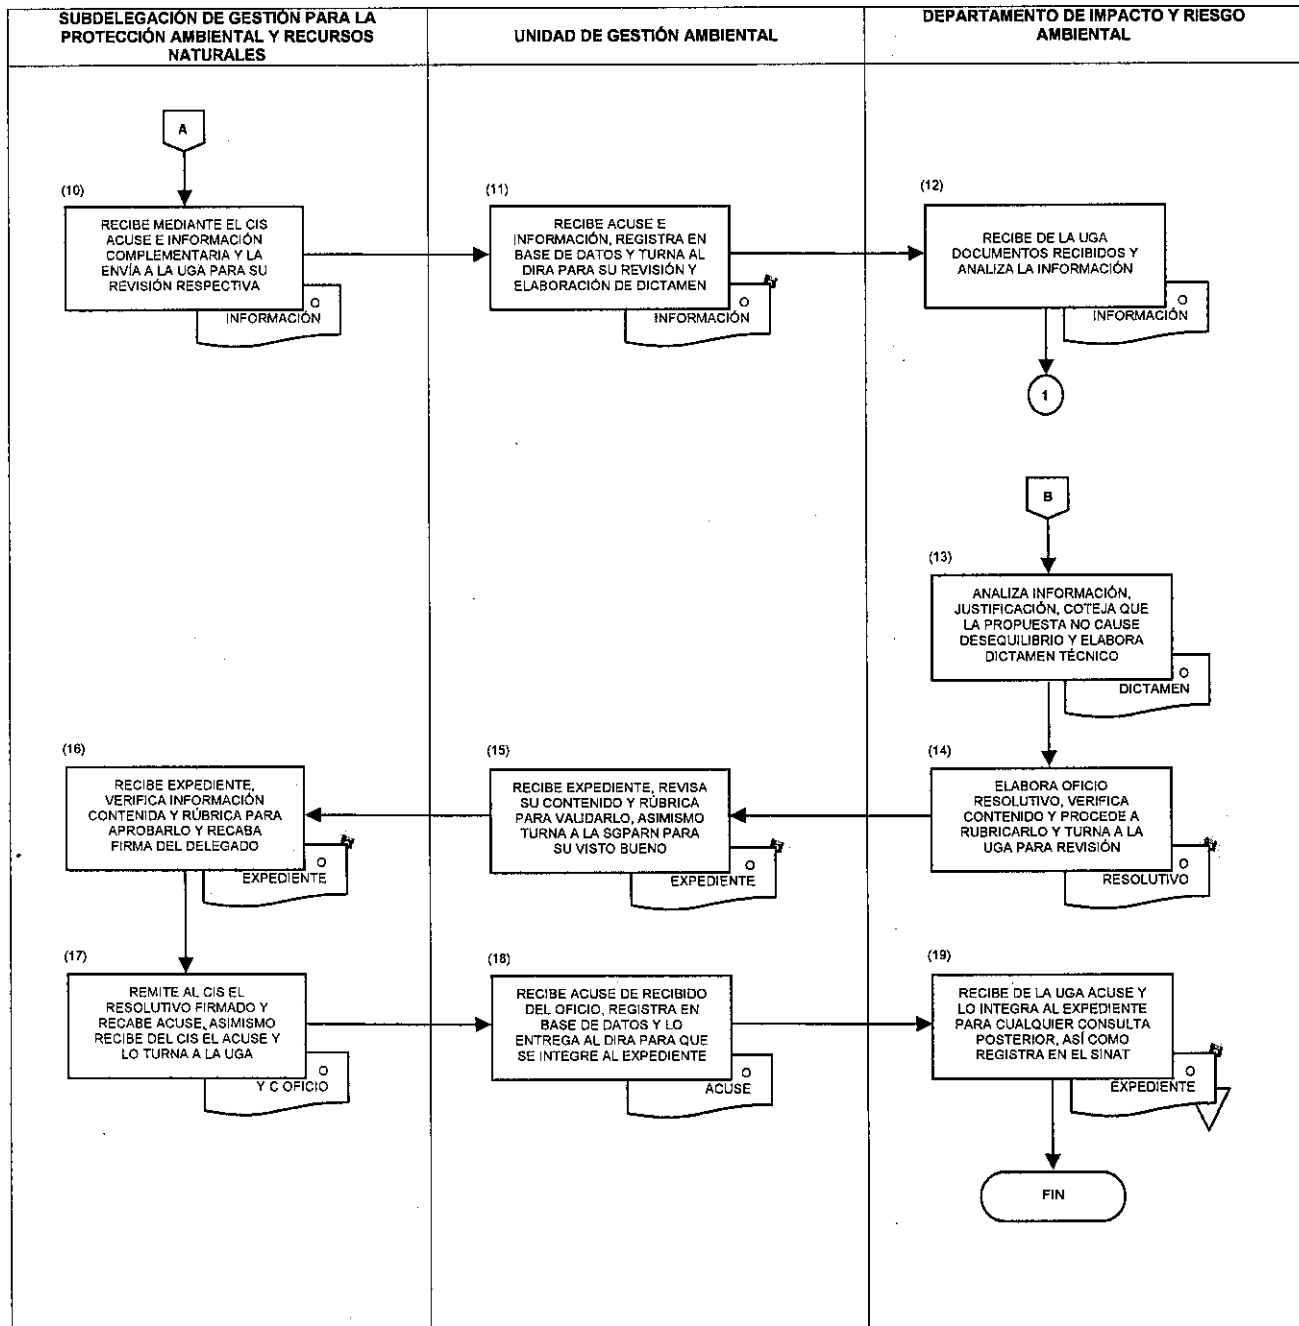 SUBDELEGACIÓN DE GESTIÓN PARA LA
PROTECCIÓN AMBIENTAL Y RECURSOS
NATURALES
UNIDAD DE GESTIÓN AMBIENTAL
DEPARTAMENTO DE IMPACTO Y RIESGO
AMBIENTAL
A
(10)
RECIBE MEDIANTE EL CIS
ACUSE E INFORMACIÓN
COMPLEMENTARIA Y LA
ENVÍA A LA UGA PARA SU
REVISIÓN RESPECTIVA
O
INFORMACIÓN
(11)
RECIBE ACUSE E
INFORMACIÓN, REGISTRA EN
BASE DE DATOS Y TURNA AL
DIRA PARA SU REVISIÓN Y
ELABORACIÓN DE DICTAMEN
O
INFORMACIÓN
(12)
RECIBE DE LA UGA
DOCUMENTOS RECIBIDOS Y
ANALIZA LA INFORMACIÓN
O
INFORMACIÓN
1
B
(13)
ANALIZA INFORMACIÓN,
JUSTIFICACIÓN, COTEJA QUE
LA PROPUESTA NO CAUSE
DESEQUILIBRIO Y ELABORA
DICTAMEN TÉCNICO
O
DICTAMEN
(14)
ELABORA OFICIO
RESOLUTIVO, VERIFICA
CONTENIDO Y PROCEDE A
RUBRICARLO Y TURNA A LA
UGA PARA REVISIÓN
O
RESOLUTIVO
(15)
RECIBE EXPEDIENTE, REVISA
SU CONTENIDO Y RÚBRICA
PARA VAUDARLO, ASIMISMO
TURNA A LA SGPARN PARA
SU VISTO BUENO
O
EXPEDIENTE
(16)
RECIBE EXPEDIENTE,
VERIFICA INFORMACIÓN
CONTENIDA Y RÚBRICA PARA
APROBARLO Y RECABA
FIRMA DEL DELEGADO
O
EXPEDIENTE
(17)
REMITE AL CIS EL
RESOLUTIVO FIRMADO Y
RECABE ACUSE, ASIMISMO
RECIBE DEL CIS EL ACUSE Y
LO TURNA A LA UGA
O
Y C OFICIO
(18)
RECIBE ACUSE DE RECIBIDO
DEL OFICIO, REGISTRA EN
BASE DE DATOS Y LO
ENTREGA AL DIRA PARA QUE
SE INTEGRE AL EXPEDIENTE
O
ACUSE
(19)
RECIBE DE LA UGA ACUSE Y
LO INTEGRA AL EXPEDIENTE
PARA CUALQUIER CONSULTA
POSTERIOR, ASÍ COMO
REGISTRA EN EL SINAT
O
EXPEDIENTE
FIN